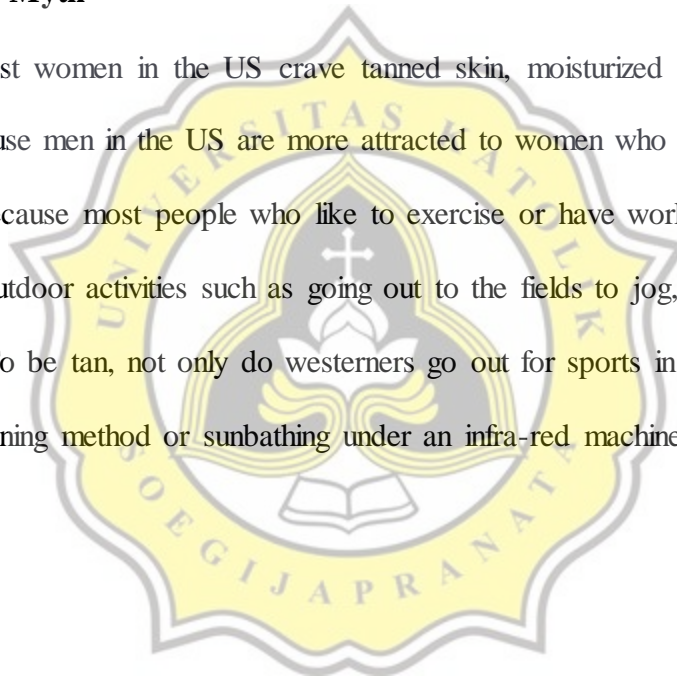 Myth
st women in the US crave tanned skin, moisturized
use men in the US are more attracted to women who
cause most people who like to exercise or have work
utdoor activities such as going out to the fields to jog,
o be tan, not only do westerners go out for sports in
ning method or sunbathing under an infra-red machine
UNIVERSITAS KATOLIK
SOEGIJAPRANATA